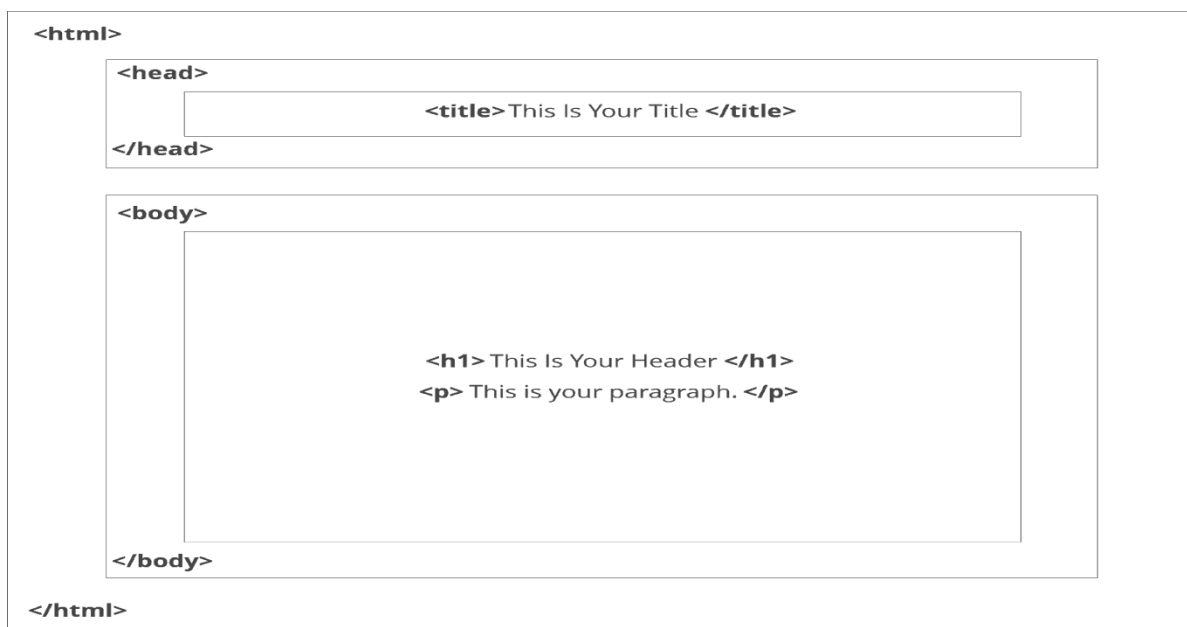 <html>
<head>
<title>This Is Your Title </title>
</head>
<body>
<h1> This Is Your Header </h1>
<p> This is your paragraph. </p>
</body>
</html>